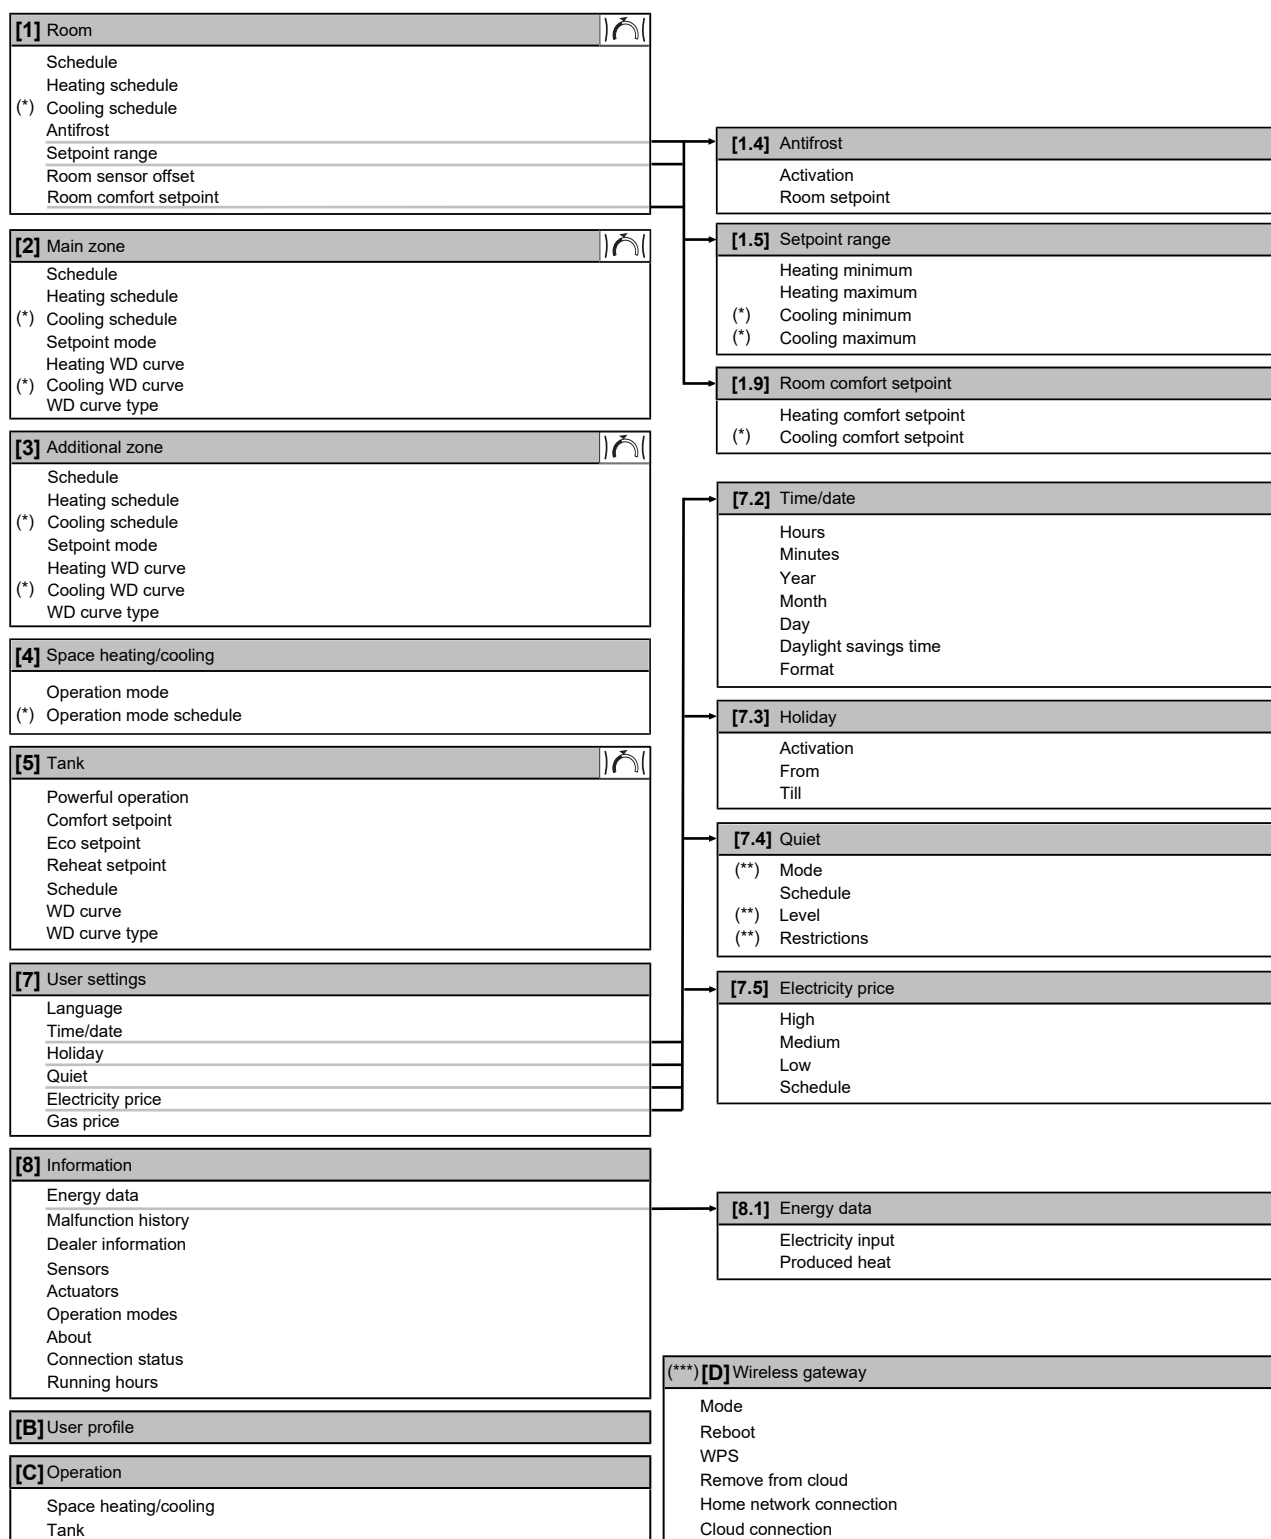 [1] Room
Schedule
Heating schedule
(*) Cooling schedule
Antifrost
Setpoint range
Room sensor offset
Room comfort setpoint
[2] Main zone
Schedule
Heating schedule
(*) Cooling schedule
Setpoint mode
Heating WD curve
(*) Cooling WD curve
WD curve type
[3] Additional zone
Schedule
Heating schedule
(*) Cooling schedule
Setpoint mode
Heating WD curve
(*) Cooling WD curve
WD curve type
[4] Space heating/cooling
Operation mode
(*) Operation mode schedule
[5] Tank
Powerful operation
Comfort setpoint
Eco setpoint
Reheat setpoint
Schedule
WD curve
WD curve type
[7] User settings
Language
Time/date
Holiday
Quiet
Electricity price
Gas price
[8] Information
Energy data
Malfunction history
Dealer information
Sensors
Actuators
Operation modes
About
Connection status
Running hours
[B] User profile
[C] Operation
Space heating/cooling
Tank
[1.4] Antifrost
Activation
Room setpoint
[1.5] Setpoint range
Heating minimum
Heating maximum
(*) Cooling minimum
(*) Cooling maximum
[1.9] Room comfort setpoint
Heating comfort setpoint
(*) Cooling comfort setpoint
[7.2] Time/date
Hours
Minutes
Year
Month
Day
Daylight savings time
Format
[7.3] Holiday
Activation
From
Till
[7.4] Quiet
(**) Mode
Schedule
(**) Level
(**) Restrictions
[7.5] Electricity price
High
Medium
Low
Schedule
[8.1] Energy data
Electricity input
Produced heat
(***) [D] Wireless gateway
Mode
Reboot
WPS
Remove from cloud
Home network connection
Cloud connection